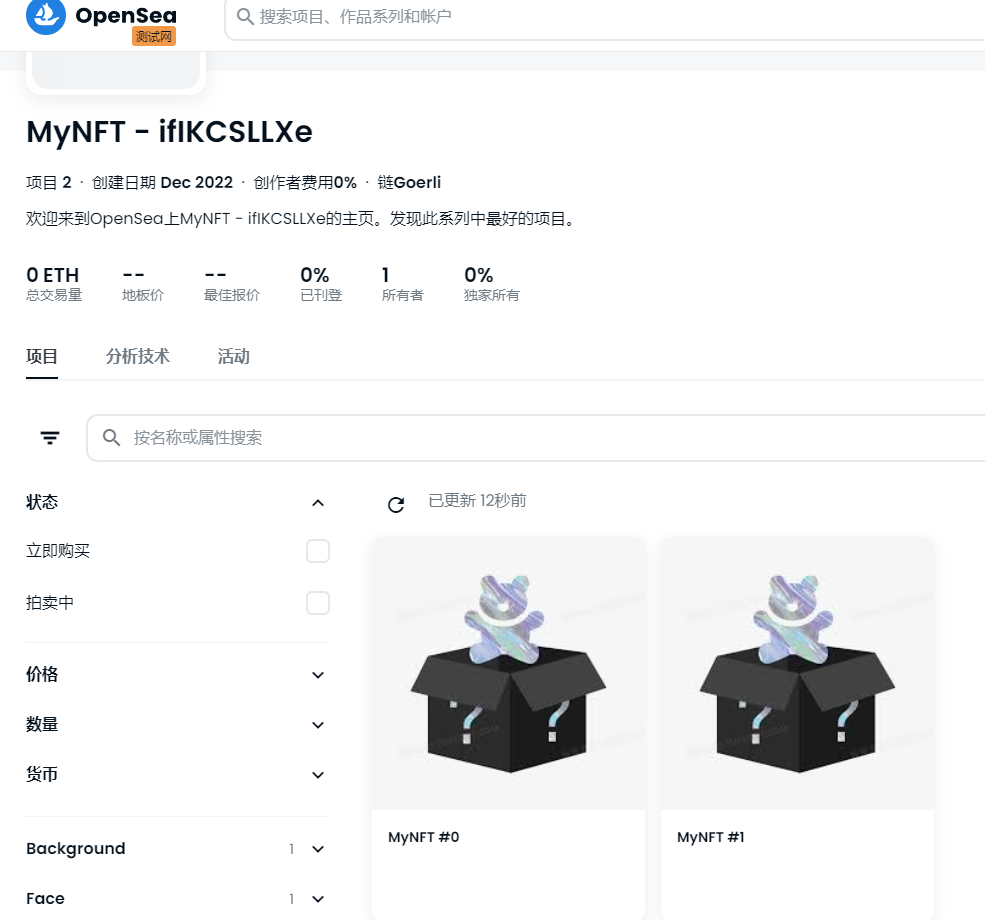 OpenSea
测试网
搜索项目、作品系列和帐户
MyNFT - ifIKCSLLXe
项目 2 · 创建日期 Dec 2022 · 创作者费用0% · 链Goerli
欢迎来到OpenSea上MyNFT - ifIKCSLLXe的主页。发现此系列中最好的项目。
0 ETH -- -- 0% 1 0%
总交易量 地板价 最佳报价 已刊登 所有者 独家所有
项目 分析技术 活动
按名称或属性搜索
状态
已更新 12秒前
立即购买
拍卖中
价格
数量
货币
? ?
? ?
MyNFT #0
MyNFT #1
Background 1
Face 1